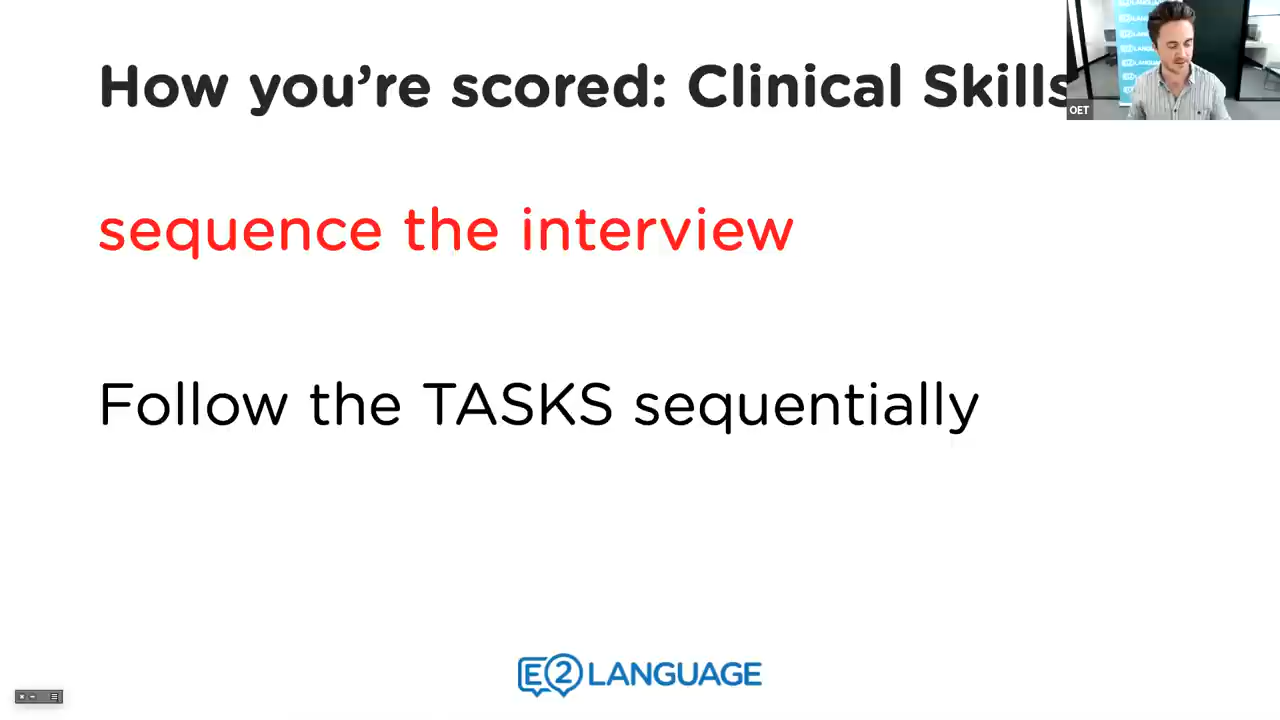 How you're scored: Clinical Skills
OET
sequence the interview
Follow the TASKS sequentially
E2 LANGUAGE